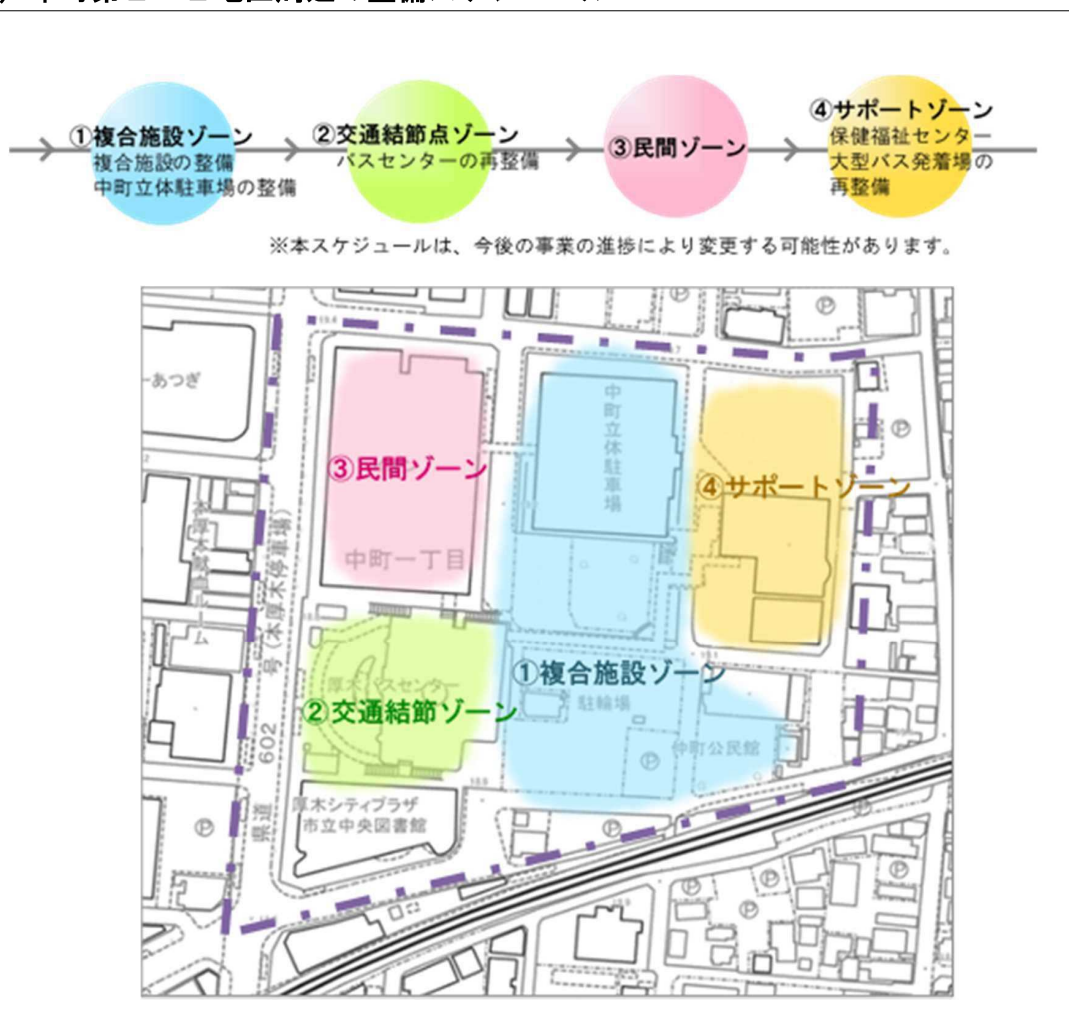 ①複合施設ゾーン
複合施設の整備
中町立体駐車場の整備
②交通結節点ゾーン
バスセンターの再整備
③民間ゾーン
④サポートゾーン
保健福祉センター
大型バス発着場の
再整備
※本スケジュールは、今後の事業の進捗により変更する可能性があります。
ーあつぎ
③民間ゾーン
中町一丁目
中町立体駐車場
④サポートゾーン
号(本厚木停車場)
602
県道
①複合施設ゾーン
駐輪場
仲町公民館
厚木バスセンター
②交通結節ゾーン
厚木シティプラザ
市立中央図書館
Ⓟ
Ⓟ
Ⓟ
Ⓟ
Ⓟ
Ⓟ
Ⓟ
Ⓟ
Ⓟ
Ⓟ
Ⓟ